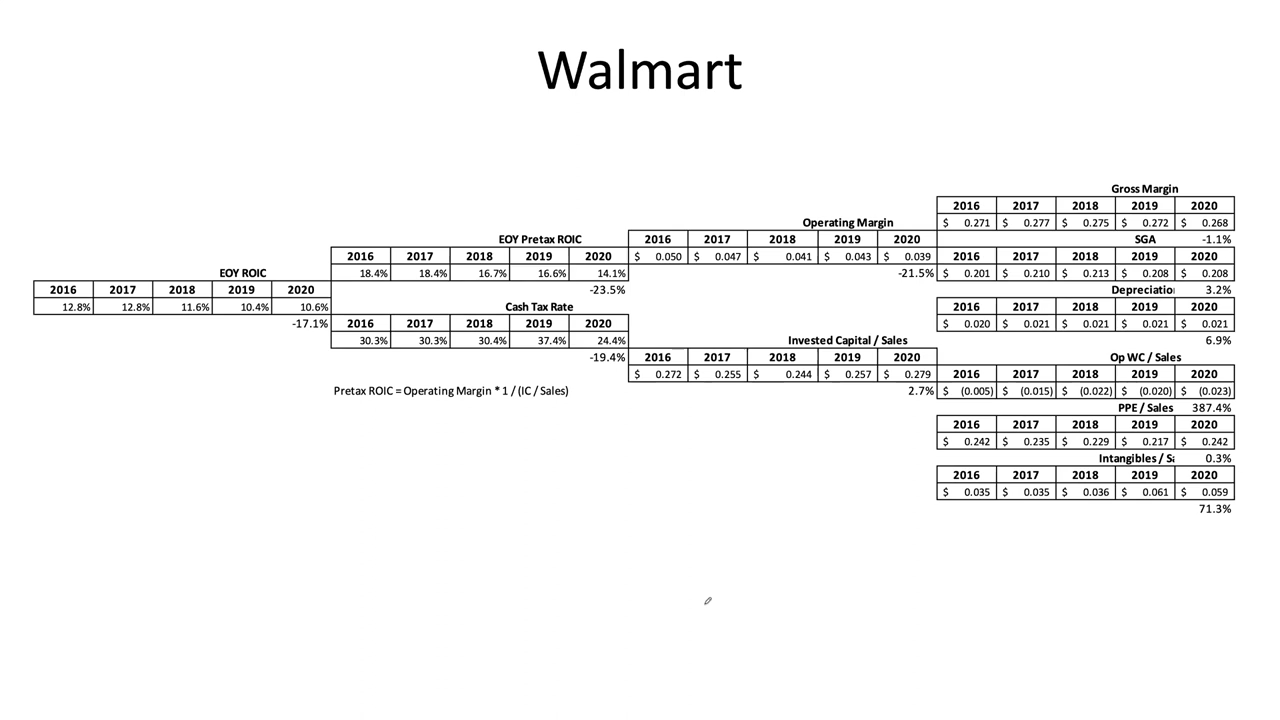 Walmart
Gross Margin
2016 2017 2018 2019 2020
Operating Margin $ 0.271 $ 0.277 $ 0.275 $ 0.272 $ 0.268
EOY Pretax ROIC 2016 2017 2018 2019 2020 SGA -1.1%
2016 2017 2018 2019 2020 $ 0.050 $ 0.047 $ 0.041 $ 0.043 $ 0.039 2016 2017 2018 2019 2020
EOY ROIC 18.4% 18.4% 16.7% 16.6% 14.1% -21.5% $ 0.201 $ 0.210 $ 0.213 $ 0.208 $ 0.208
2016 2017 2018 2019 2020 -23.5% Depreciatio 3.2%
12.8% 12.8% 11.6% 10.4% 10.6% Cash Tax Rate 2016 2017 2018 2019 2020
-17.1% 2016 2017 2018 2019 2020 $ 0.020 $ 0.021 $ 0.021 $ 0.021 $ 0.021
30.3% 30.3% 30.4% 37.4% 24.4% Invested Capital / Sales 6.9%
-19.4% 2016 2017 2018 2019 2020 Op WC / Sales
$ 0.272 $ 0.255 $ 0.244 $ 0.257 $ 0.279 2016 2017 2018 2019 2020
Pretax ROIC = Operating Margin * 1 / (IC / Sales) 2.7% $ (0.005) $ (0.015) $ (0.022) $ (0.020) $ (0.023)
PPE / Sales 387.4%
2016 2017 2018 2019 2020
$ 0.242 $ 0.235 $ 0.229 $ 0.217 $ 0.242
Intangibles / Sa 0.3%
2016 2017 2018 2019 2020
$ 0.035 $ 0.035 $ 0.036 $ 0.061 $ 0.059
71.3%